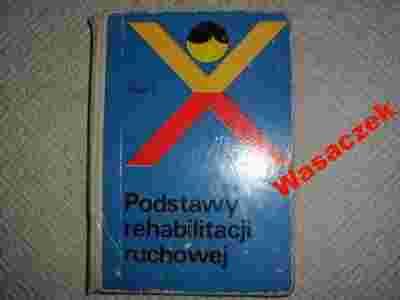 Podstawy
rehabilitacji
ruchowej
Wasaczek